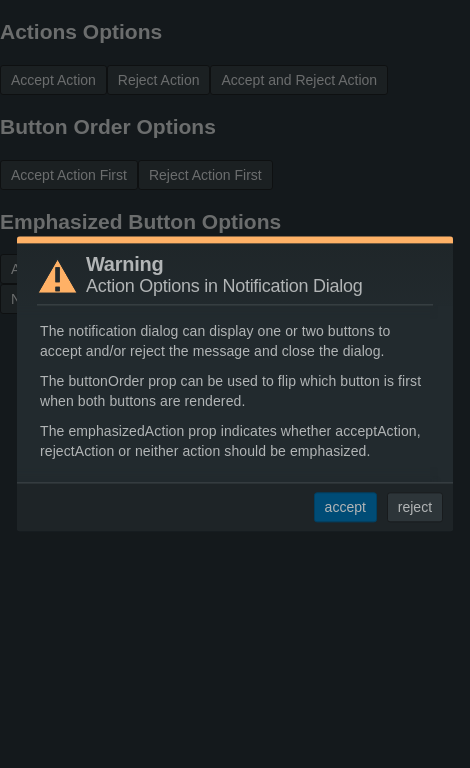 Actions Options
Accept Action Reject Action Accept and Reject Action
Button Order Options
Accept Action First Reject Action First
Emphasized Button Options
Warning
Action Options in Notification Dialog
The notification dialog can display one or two buttons to
accept and/or reject the message and close the dialog.
The buttonOrder prop can be used to flip which button is first
when both buttons are rendered.
The emphasizedAction prop indicates whether acceptAction,
rejectAction or neither action should be emphasized.
accept reject